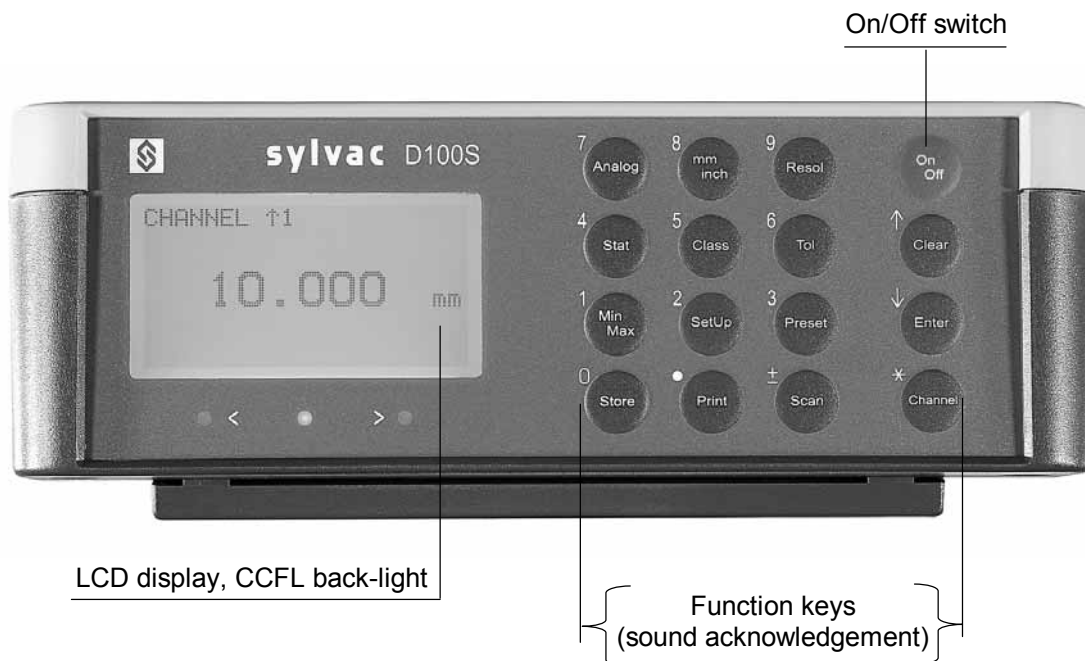 On/Off switch
sylvac D100S
CHANNEL ↑1
10.000 mm
7 Analog
8 mm inch
9 Resol
On Off
4 Stat
5 Class
6 Tol
↑ Clear
1 Min Max
2 SetUp
3 Preset
↓ Enter
0 Store
• Print
± Scan
* Channel
< >
LCD display, CCFL back-light
Function keys
(sound acknowledgement)